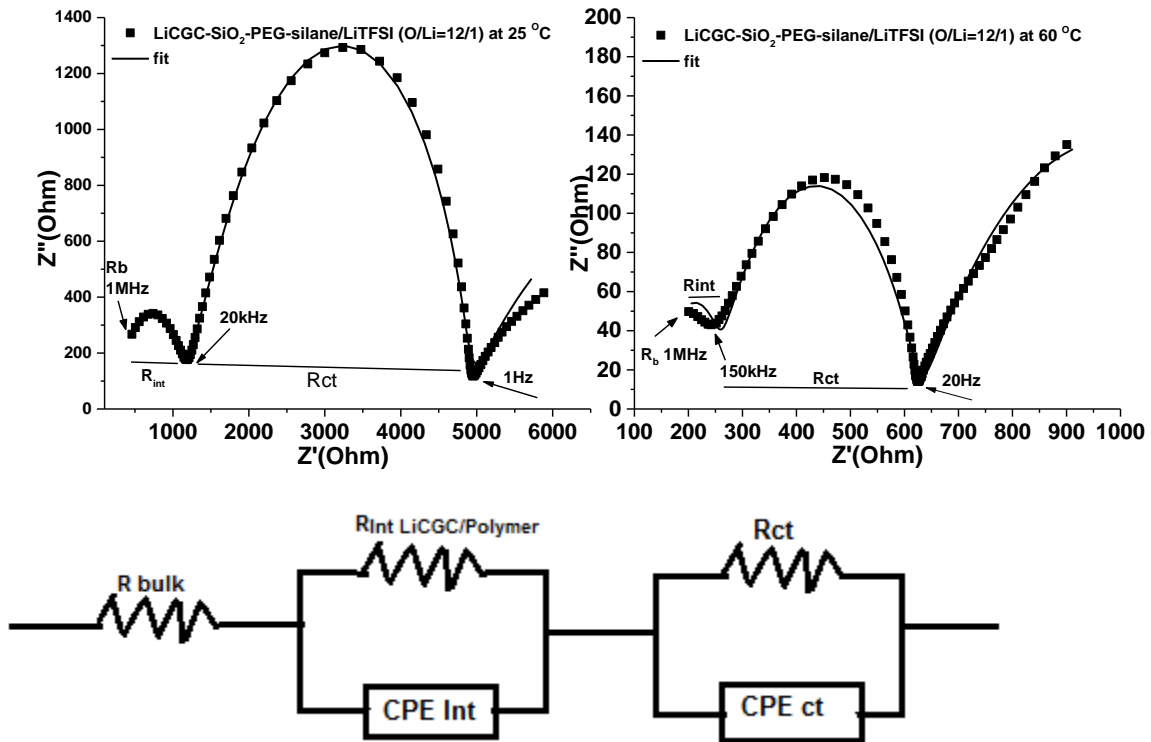 LiCGC-SiO₂-PEG-silane/LiTFSI (O/Li=12/1) at 25 °C
fit
1400
1200
1000
800
600
400
200
0
Z''(Ohm)
Rb
1MHz
20kHz
R_int
Rct
1Hz
1000 2000 3000 4000 5000 6000
Z'(Ohm)
LiCGC-SiO₂-PEG-silane/LiTFSI (O/Li=12/1) at 60 °C
fit
200
180
160
140
120
100
80
60
40
20
0
Z''(Ohm)
Rint
R_b 1MHz
150kHz
Rct
20Hz
100 200 300 400 500 600 700 800 900 1000
Z'(Ohm)
R bulk
RInt LiCGC/Polymer
CPE Int
Rct
CPE ct